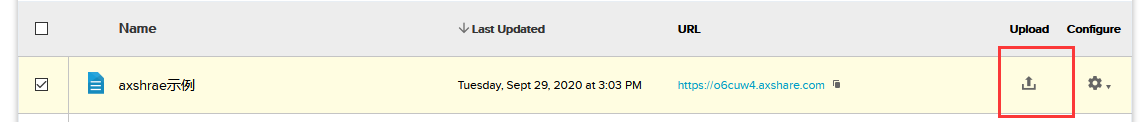 Name Last Updated URL Upload Configure
axshrae示例 Tuesday, Sept 29, 2020 at 3:03 PM https://o6cuw4.axshare.com